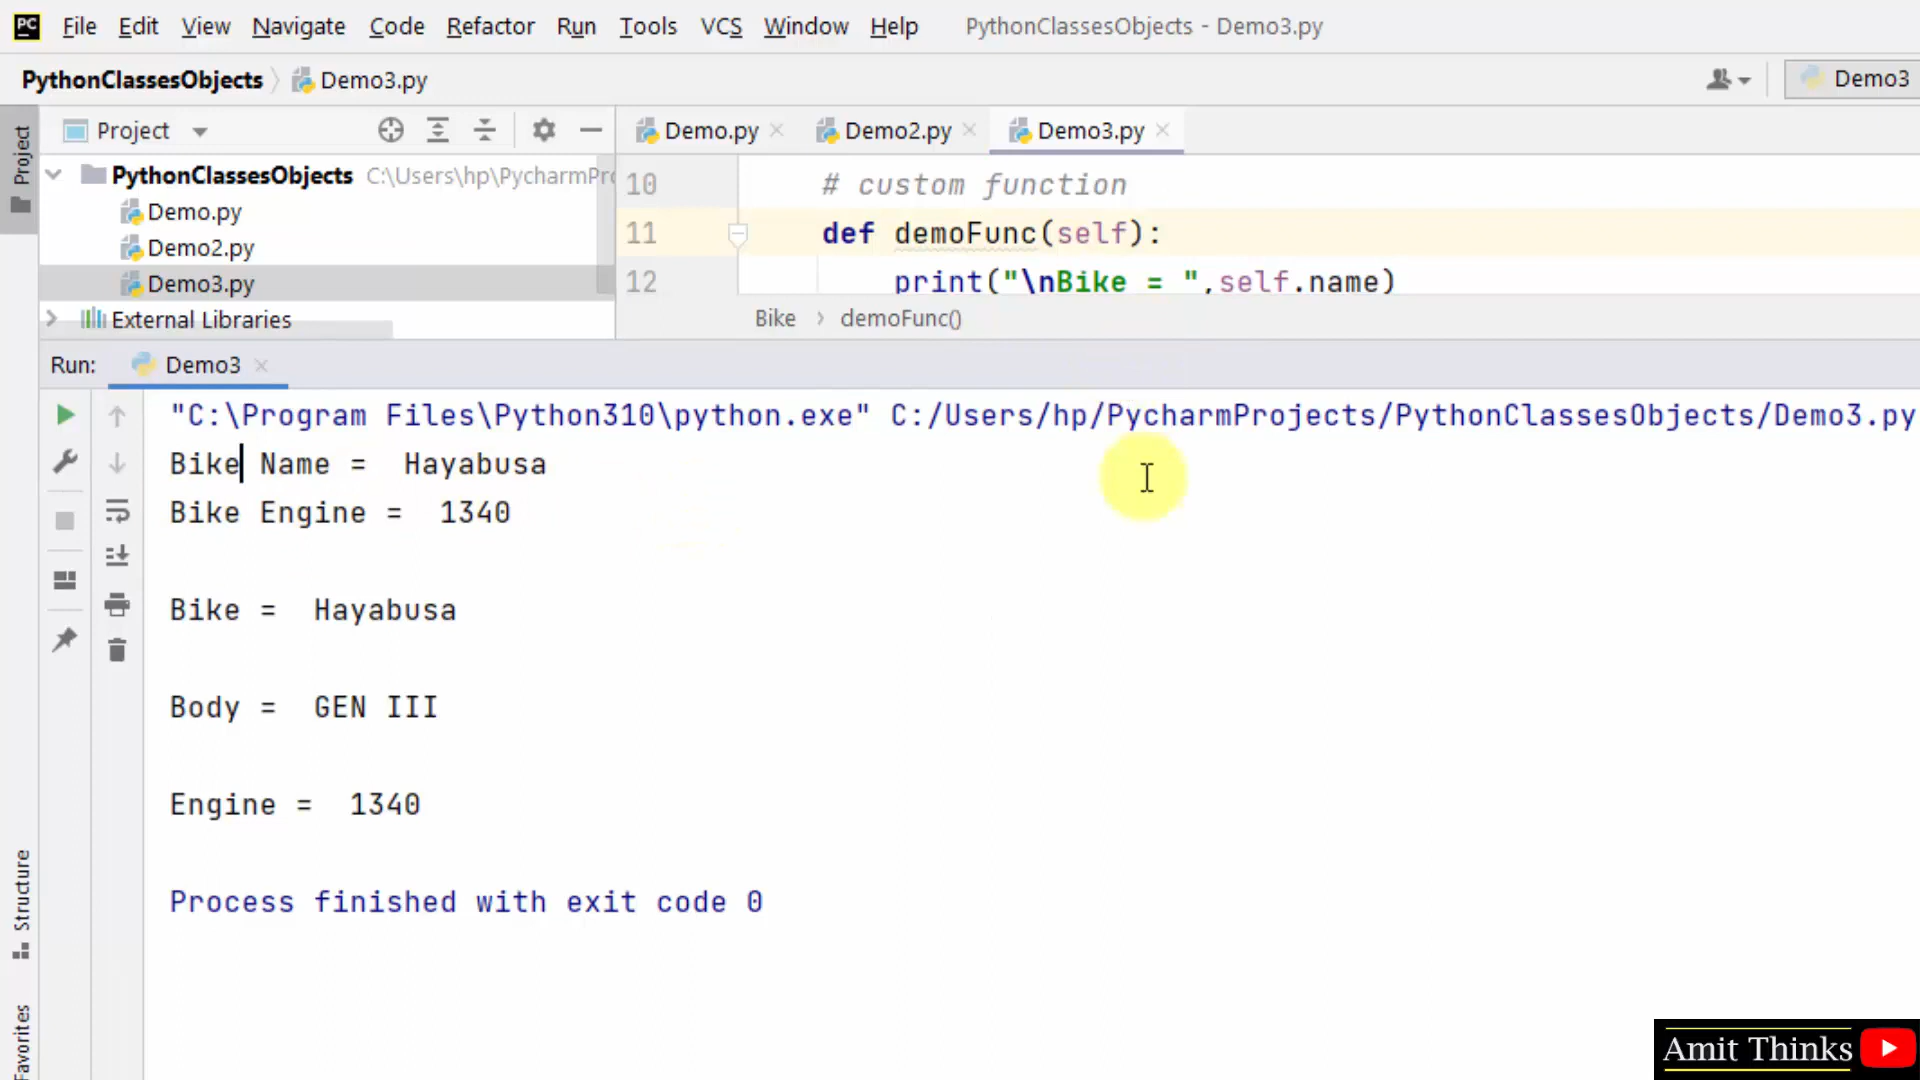 PC File Edit View Navigate Code Refactor Run Tools VCS Window Help PythonClassesObjects - Demo3.py
PythonClassesObjects Demo3.py Demo3
Project Demo.py Demo2.py Demo3.py
Project
PythonClassesObjects C:\Users\hp\PycharmPro
Demo.py
Demo2.py
Demo3.py
External Libraries
10 # custom function
11 def demoFunc(self):
12 print("\nBike = ",self.name)
Bike › demoFunc()
Run: Demo3
"C:\Program Files\Python310\python.exe" C:/Users/hp/PycharmProjects/PythonClassesObjects/Demo3.py
Bike Name =  Hayabusa
Bike Engine =  1340
Bike =  Hayabusa
Body =  GEN III
Engine =  1340
Process finished with exit code 0
Structure
Favorites
Amit Thinks